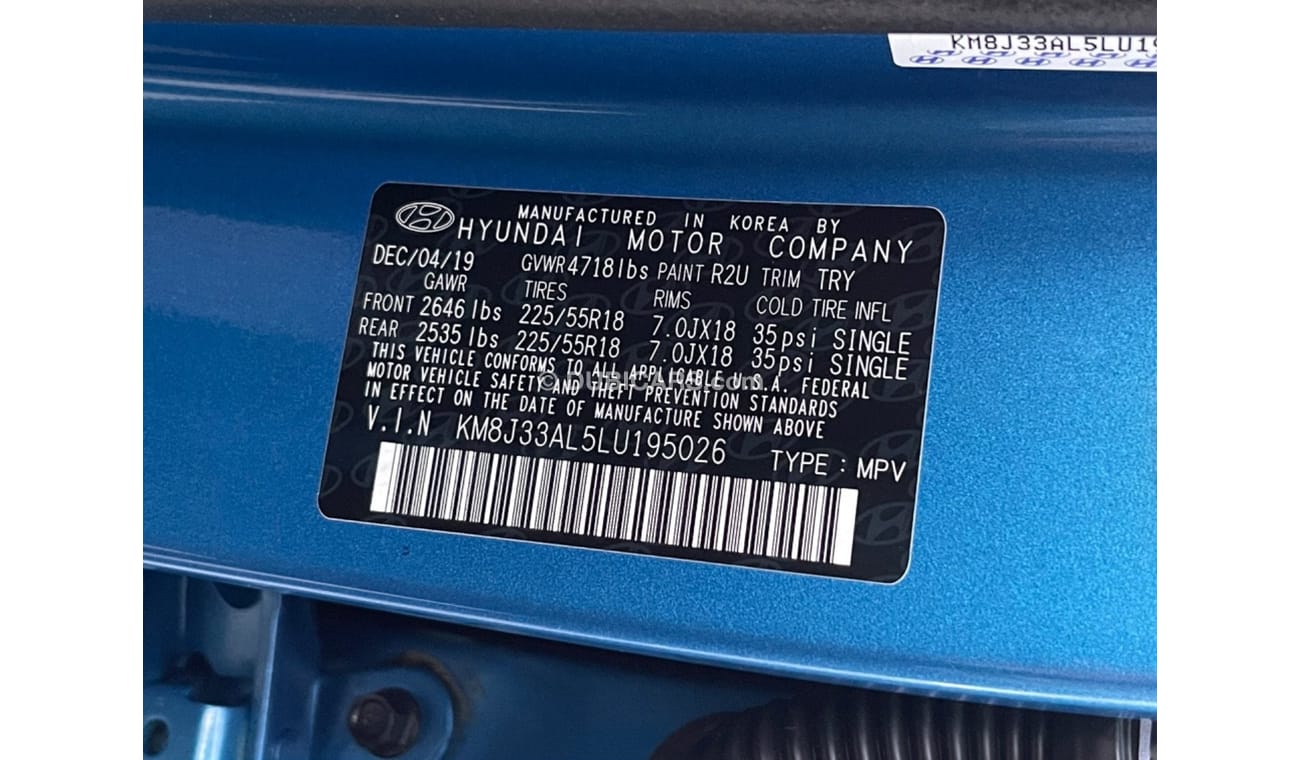 KM8J33AL5LU19
MANUFACTURED IN KOREA BY
HYUNDAI MOTOR COMPANY
DEC/04/19 GVWR4718lbs PAINT R2U TRIM TRY
GAWR TIRES RIMS COLD TIRE INFL
FRONT 2646 lbs 225/55R18 7.0JX18 35psi SINGLE
REAR 2535 lbs 225/55R18 7.0JX18 35psi SINGLE
THIS VEHICLE CONFORMS TO ALL APPLICABLE U.S.A. FEDERAL
MOTOR VEHICLE SAFETY AND THEFT PREVENTION STANDARDS
IN EFFECT ON THE DATE OF MANUFACTURE SHOWN ABOVE
V.I.N KM8J33AL5LU195026 TYPE : MPV
© DUBICARS.com